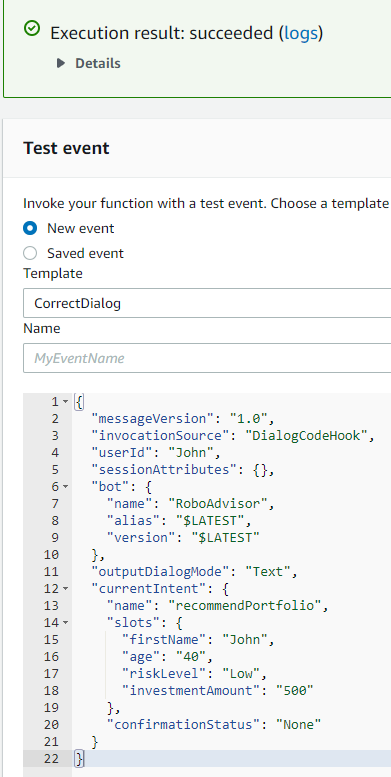 Execution result: succeeded (logs)
Details
Test event
Invoke your function with a test event. Choose a template
New event
Saved event
Template
CorrectDialog
Name
MyEventName
1 {
2 "messageVersion": "1.0",
3 "invocationSource": "DialogCodeHook",
4 "userId": "John",
5 "sessionAttributes": {},
6 "bot": {
7 "name": "RoboAdvisor",
8 "alias": "$LATEST",
9 "version": "$LATEST"
10 },
11 "outputDialogMode": "Text",
12 "currentIntent": {
13 "name": "recommendPortfolio",
14 "slots": {
15 "firstName": "John",
16 "age": "40",
17 "riskLevel": "Low",
18 "investmentAmount": "500"
19 },
20 "confirmationStatus": "None"
21 }
22 }